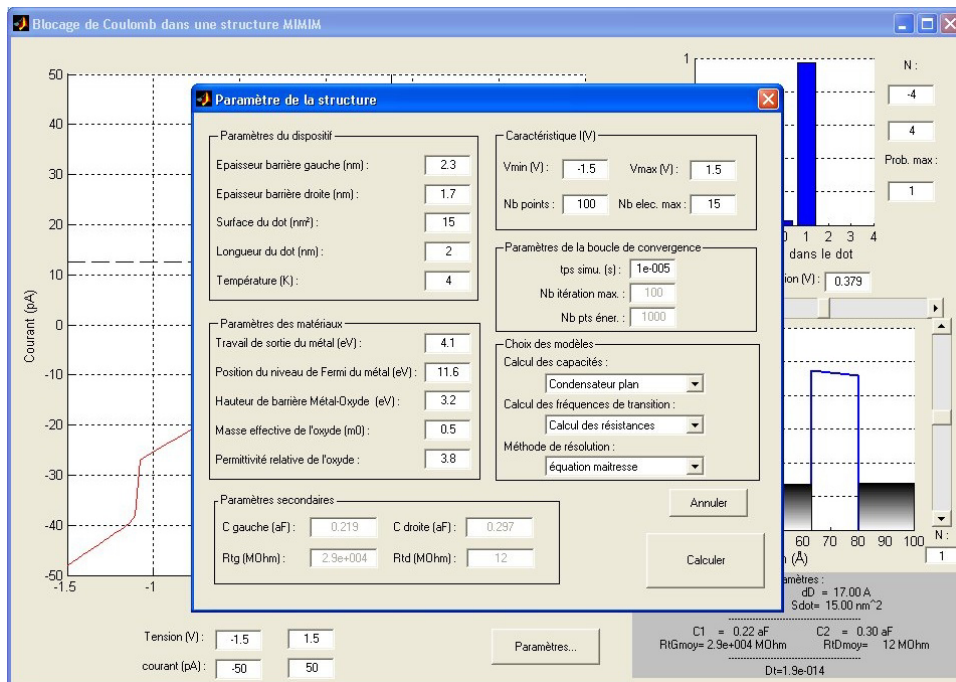 Blocage de Coulomb dans une structure MIMIM
50
40
30
20
10
0
-10
-20
-30
-40
-50
Courant (pA)
-1.5
-1
Tension (V) :
-1.5
1.5
courant (pA) :
-50
50
Paramètres...
Paramètre de la structure
Paramètres du dispositif
Epaisseur barrière gauche (nm) : 2.3
Epaisseur barrière droite (nm) : 1.7
Surface du dot (nm²) : 15
Longueur du dot (nm) : 2
Température (K) : 4
Paramètres des matériaux
Travail de sortie du métal (eV) : 4.1
Position du niveau de Fermi du métal (eV) : 11.6
Hauteur de barrière Métal-Oxyde (eV) : 3.2
Masse effective de l'oxyde (m0) : 0.5
Permittivité relative de l'oxyde : 3.8
Paramètres secondaires
C gauche (aF) : 0.219 C droite (aF) : 0.297
Rtg (MOhm) : 2.9e+004 Rtd (MOhm) : 12
Caractéristique I(V)
Vmin (V) : -1.5 Vmax (V) : 1.5
Nb points : 100 Nb elec. max : 15
Paramètres de la boucle de convergence
tps simu. (s) : 1e-005
Nb itération max. : 100
Nb pts éner. : 1000
Choix des modèles
Calcul des capacités :
Condensateur plan
Calcul des fréquences de transition :
Calcul des résistances
Méthode de résolution :
équation maitresse
Annuler
Calculer
1
0 1 2 3 4
dans le dot
N :
-4
4
Prob. max :
1
ion (V) : 0.379
60 70 80 90 100
(Å)
N :
1
amètres :
dD = 17.00 A
Sdot= 15.00 nm^2
C1 = 0.22 aF C2 = 0.30 aF
RtGmoy= 2.9e+004 MOhm RtDmoy= 12 MOhm
Dt=1.9e-014